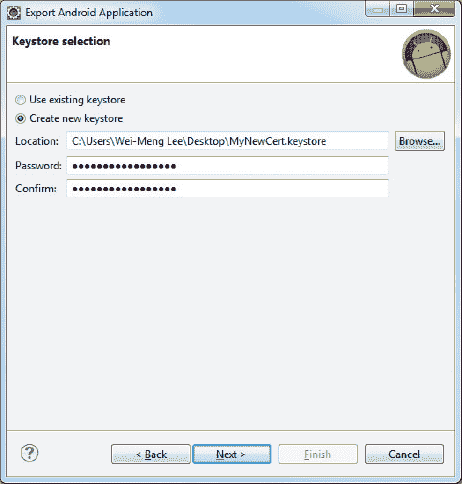 Export Android Application
Keystore selection
Use existing keystore
Create new keystore
Location: C:\Users\Wei-Meng Lee\Desktop\MyNewCert.keystore Browse...
Password: ●●●●●●●●●●●●●●●●●
Confirm: ●●●●●●●●●●●●●●●●●
? < Back Next > Finish Cancel